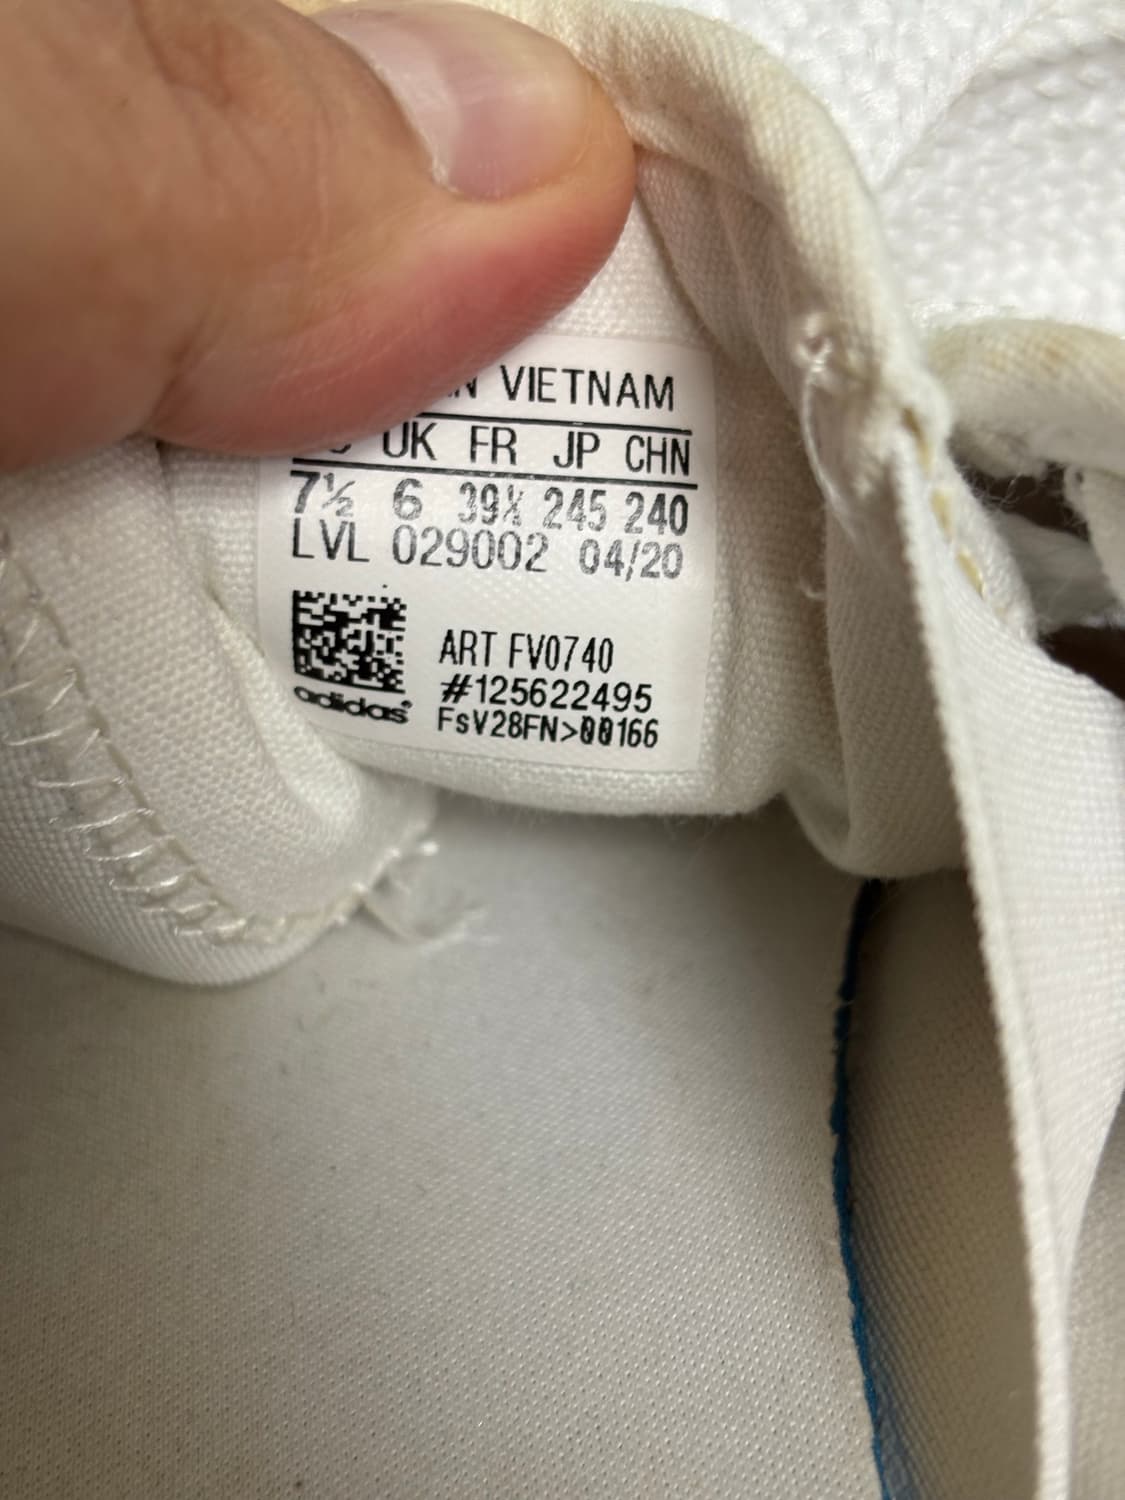 VIETNAM
UK FR JP CHN
7½ 6 39⅓ 245 240
LVL 029002 04/20
ART FV0740
#125622495
adidas
FsV28FN>00166